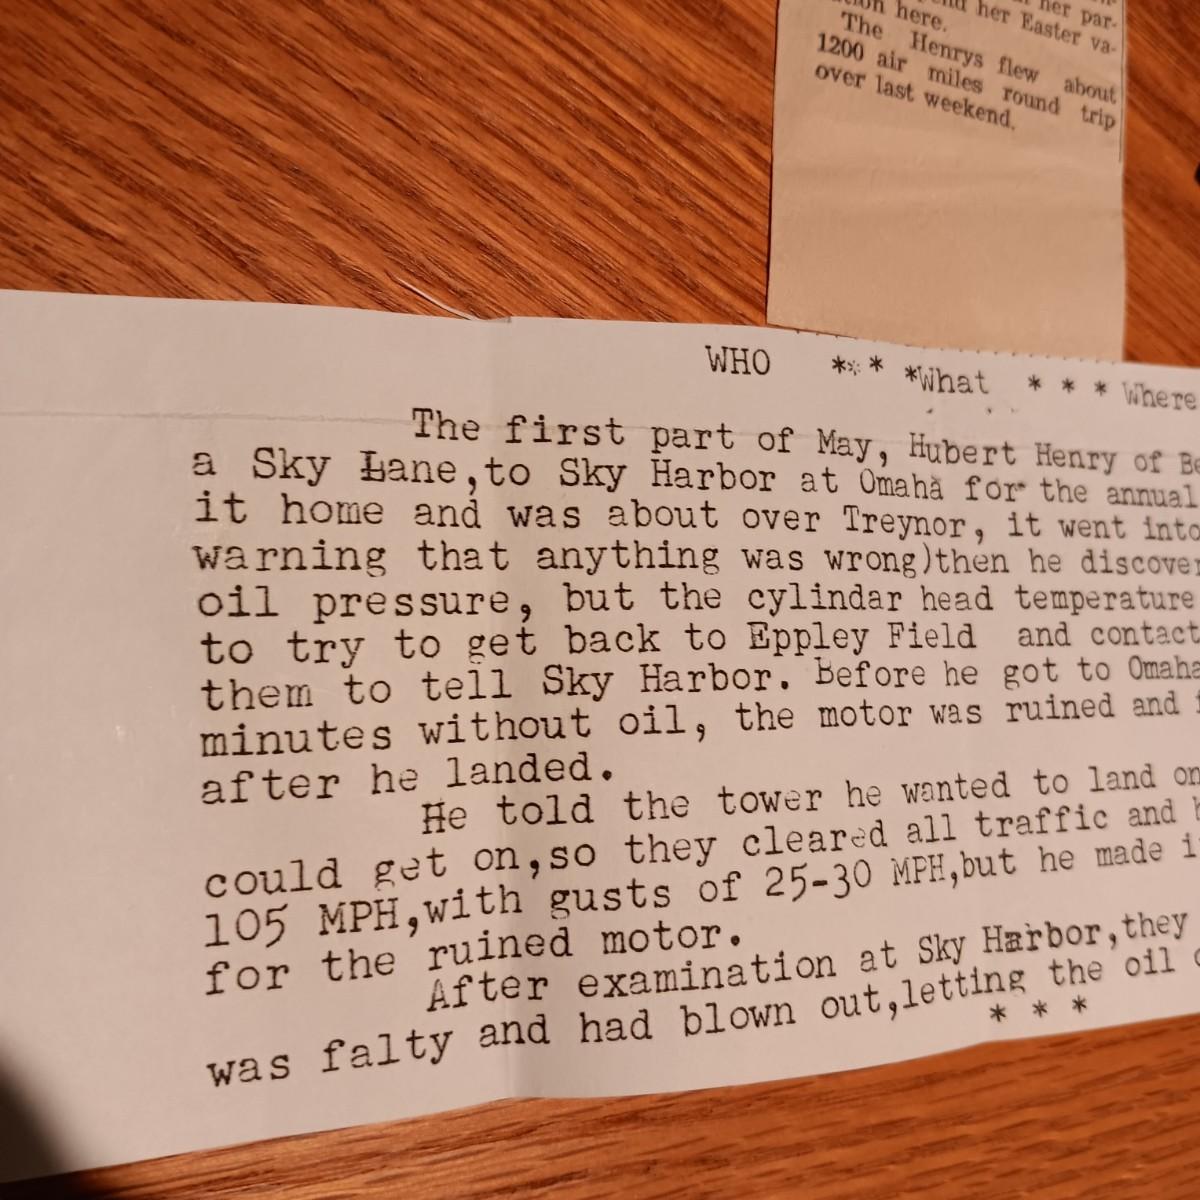 her par-
her Easter va-
here.
The Henrys flew about
1200 air miles round trip
over last weekend.
WHO *** *What * * * Where
The first part of May, Hubert Henry of
a Sky Lane,to Sky Harbor at Omaha for the annual
it home and was about over Treynor, it went into
warning that anything was wrong)then he
oil pressure, but the cylindar head temperature
to try to get back to Eppley Field and contact
them to tell Sky Harbor. Before he got to Omaha
minutes without oil, the motor was ruined and
after he landed.
He told the tower he wanted to land on
could get on,so they cleared all traffic and
105 MPH,with gusts of 25-30 MPH,but he made
for the ruined motor.
After examination at Sky Harbor,they
was falty and had blown out,letting the oil
* * *